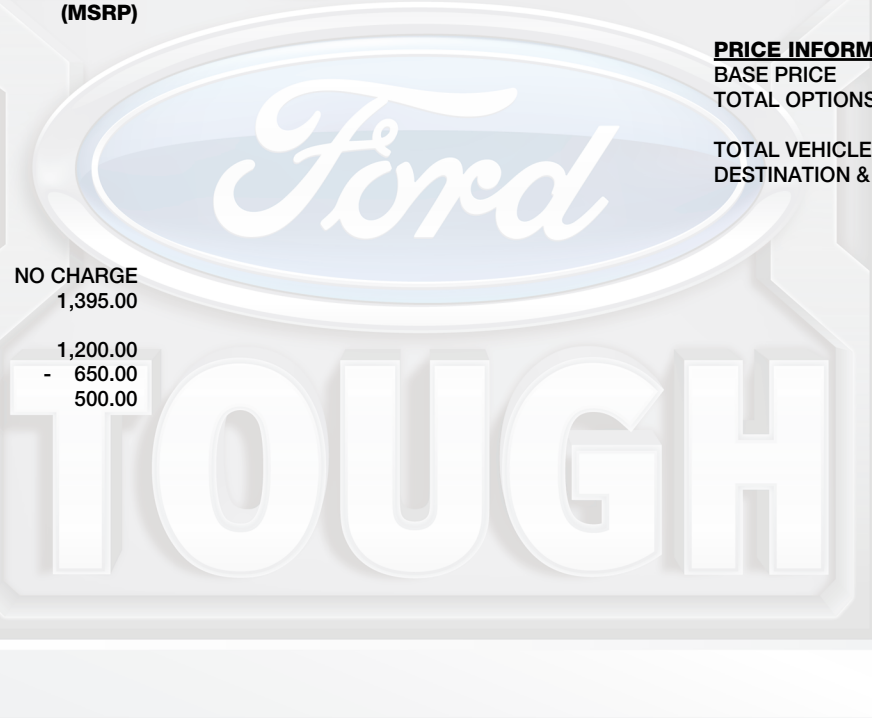 (MSRP)
PRICE INFORM
BASE PRICE
TOTAL OPTIONS
TOTAL VEHICLE
DESTINATION &
Ford
NO CHARGE
1,395.00
1,200.00
- 650.00
500.00
TOUGH